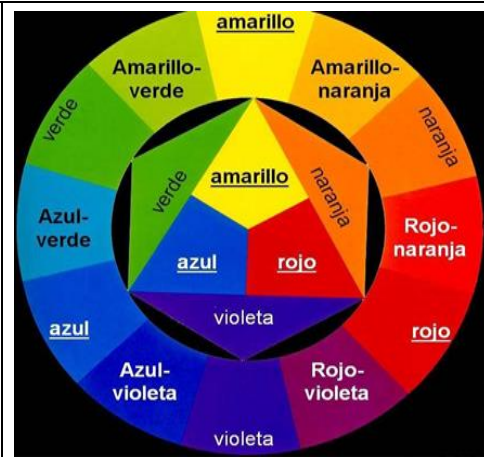 amarillo
Amarillo-
verde
Amarillo-
naranja
verde
naranja
amarillo
verde
naranja
Azul-
verde
Rojo-
naranja
azul
rojo
azul
rojo
violeta
Azul-
violeta
Rojo-
violeta
violeta